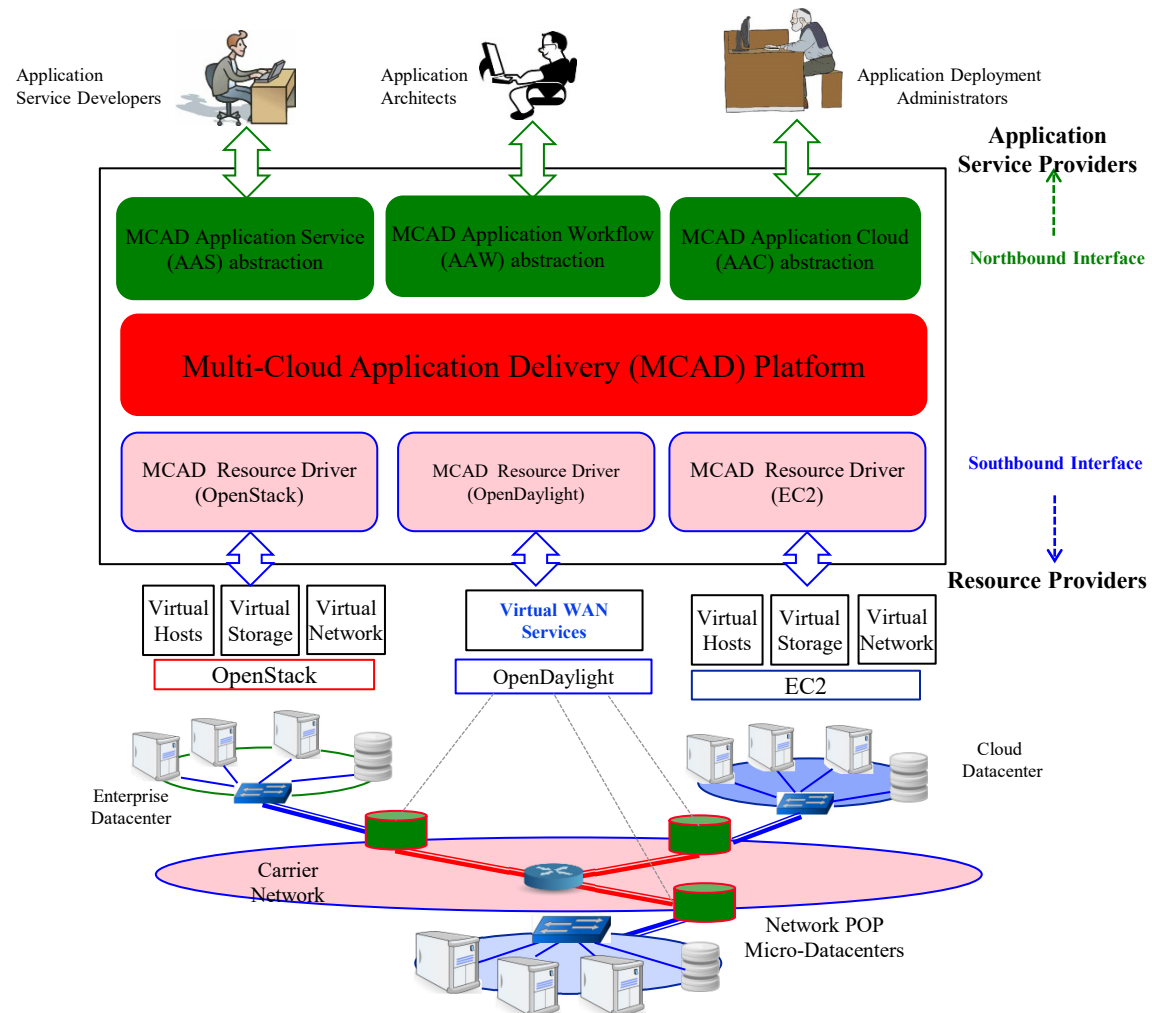 Application
Service Developers
Application
Architects
Application Deployment
Administrators
Application
Service Providers
MCAD Application Service
(AAS) abstraction
MCAD Application Workflow
(AAW) abstraction
MCAD Application Cloud
(AAC) abstraction
Northbound Interface
Multi-Cloud Application Delivery (MCAD) Platform
MCAD Resource Driver
(OpenStack)
MCAD Resource Driver
(OpenDaylight)
MCAD Resource Driver
(EC2)
Southbound Interface
Resource Providers
Virtual
Hosts
Virtual
Storage
Virtual
Network
Virtual WAN
Services
Virtual
Hosts
Virtual
Storage
Virtual
Network
OpenStack
OpenDaylight
EC2
Enterprise
Datacenter
Cloud
Datacenter
Carrier
Network
Network POP
Micro-Datacenters